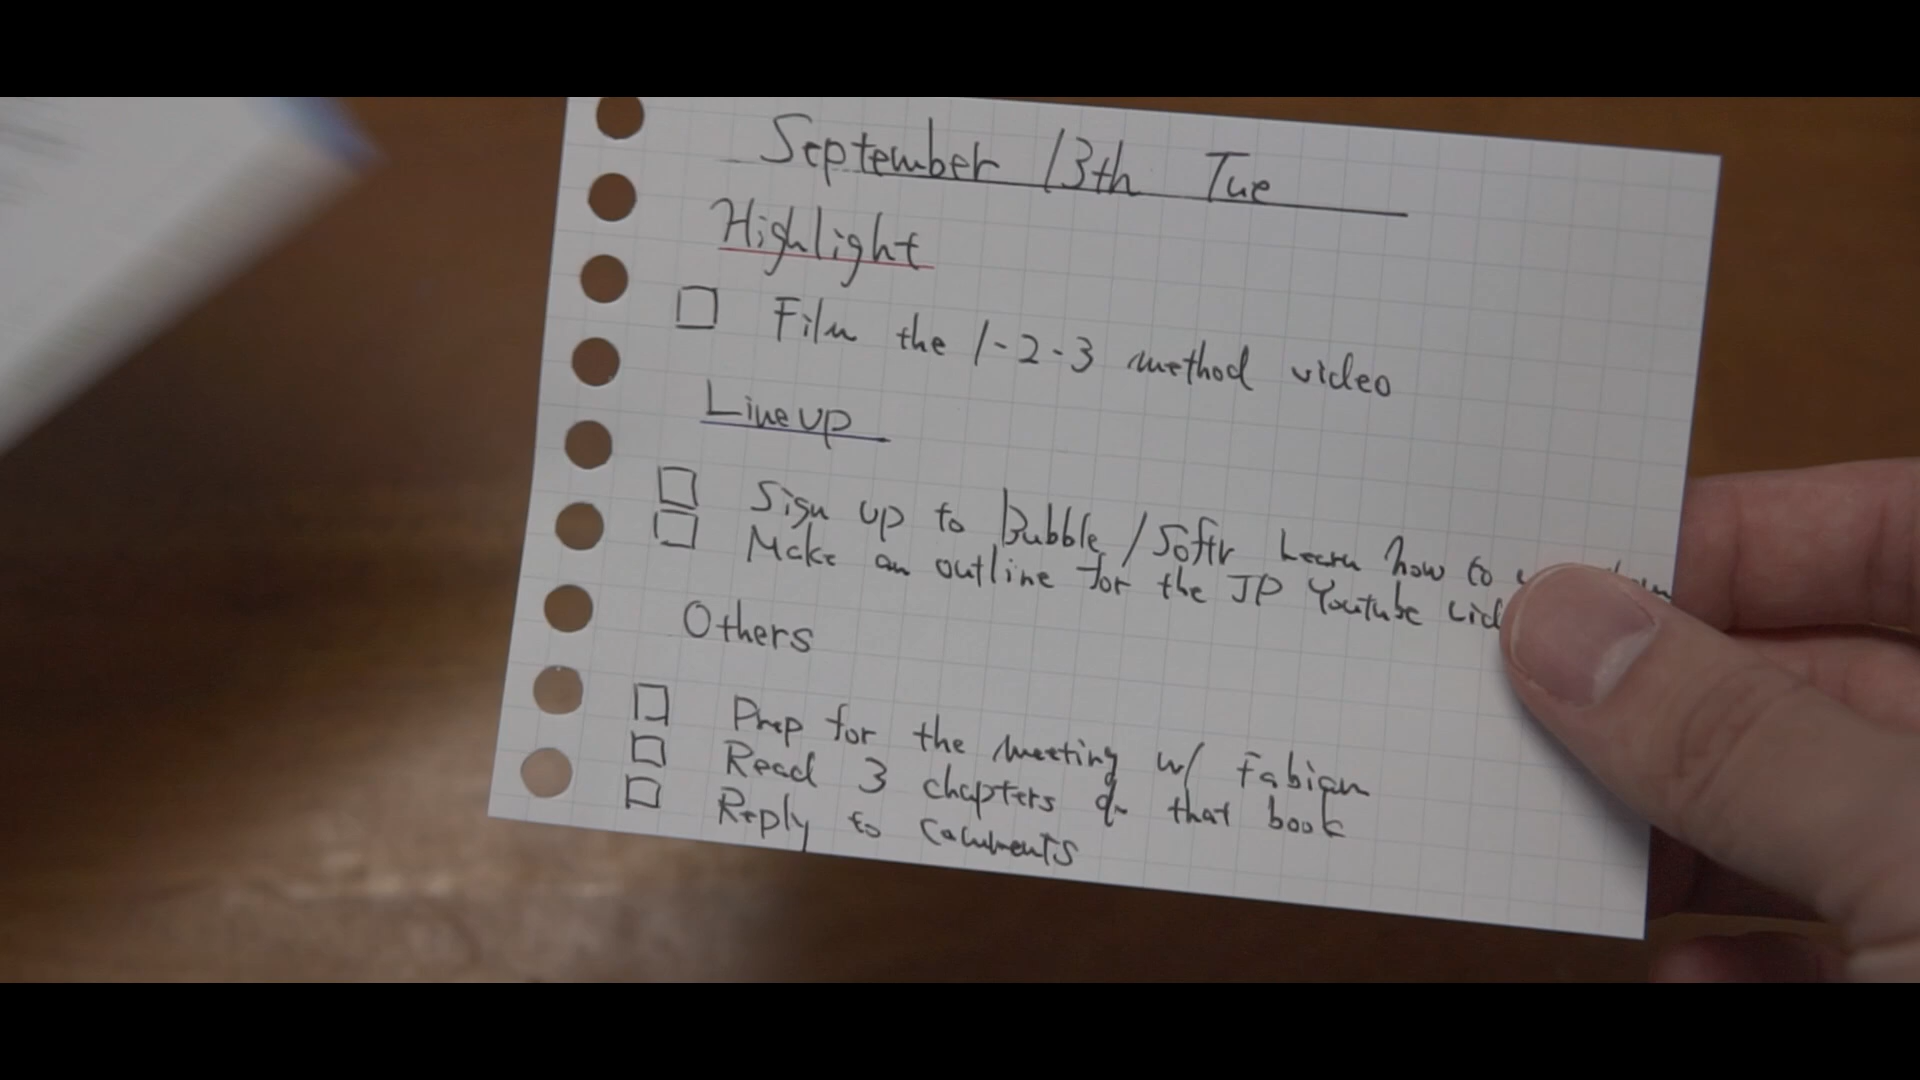 September 13th Tue
Highlight
Film the 1-2-3 method video
Lineup
Sign up to Bubble/Softr Learn how to
Make an outline for the JP Youtube
Others
Prep for the meeting w/ Fabian
Read 3 chapters of that book
Reply to comments